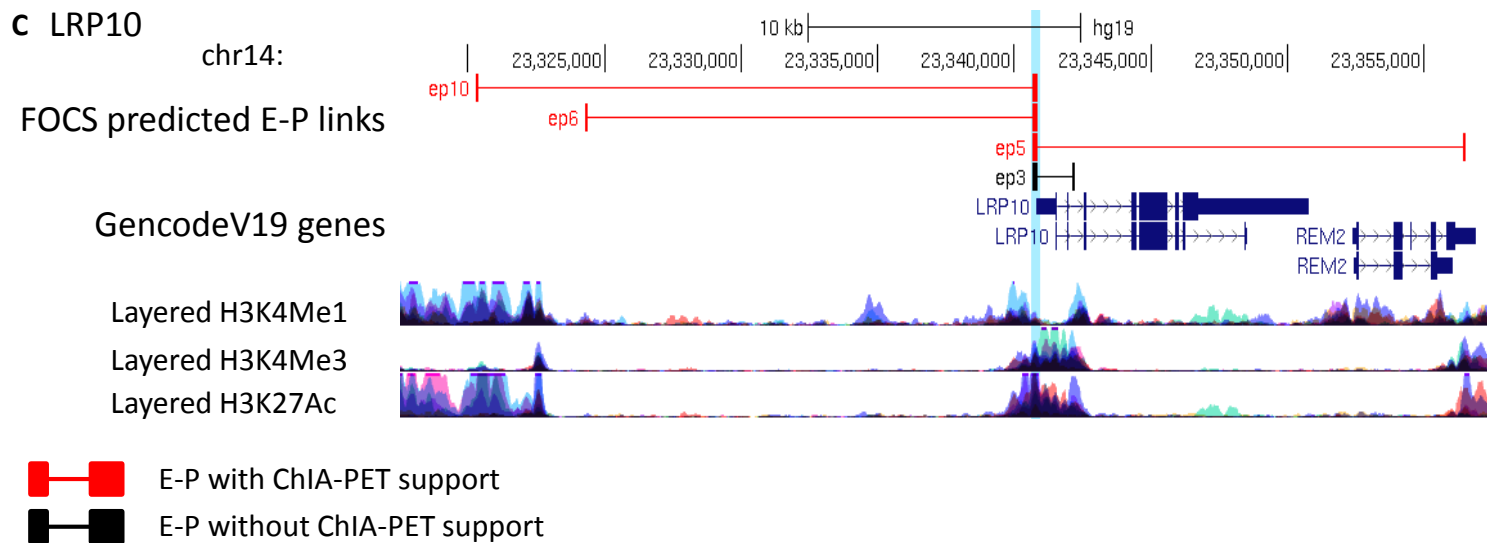 C LRP10
10 kb hg19
chr14: 23,325,000 23,330,000 23,335,000 23,340,000 23,345,000 23,350,000 23,355,000
ep10
FOCS predicted E-P links
ep6
ep5
ep3
LRP10
GencodeV19 genes
LRP10 REM2
REM2
Layered H3K4Me1
Layered H3K4Me3
Layered H3K27Ac
E-P with ChIA-PET support
E-P without ChIA-PET support